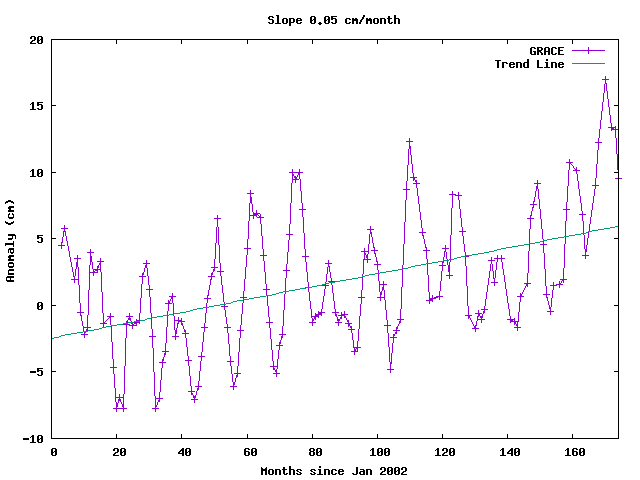 Slope 0.05 cm/month
GRACE
Trend Line
20
15
10
5
0
-5
-10
Anomaly (cm)
0 20 40 60 80 100 120 140 160
Months since Jan 2002